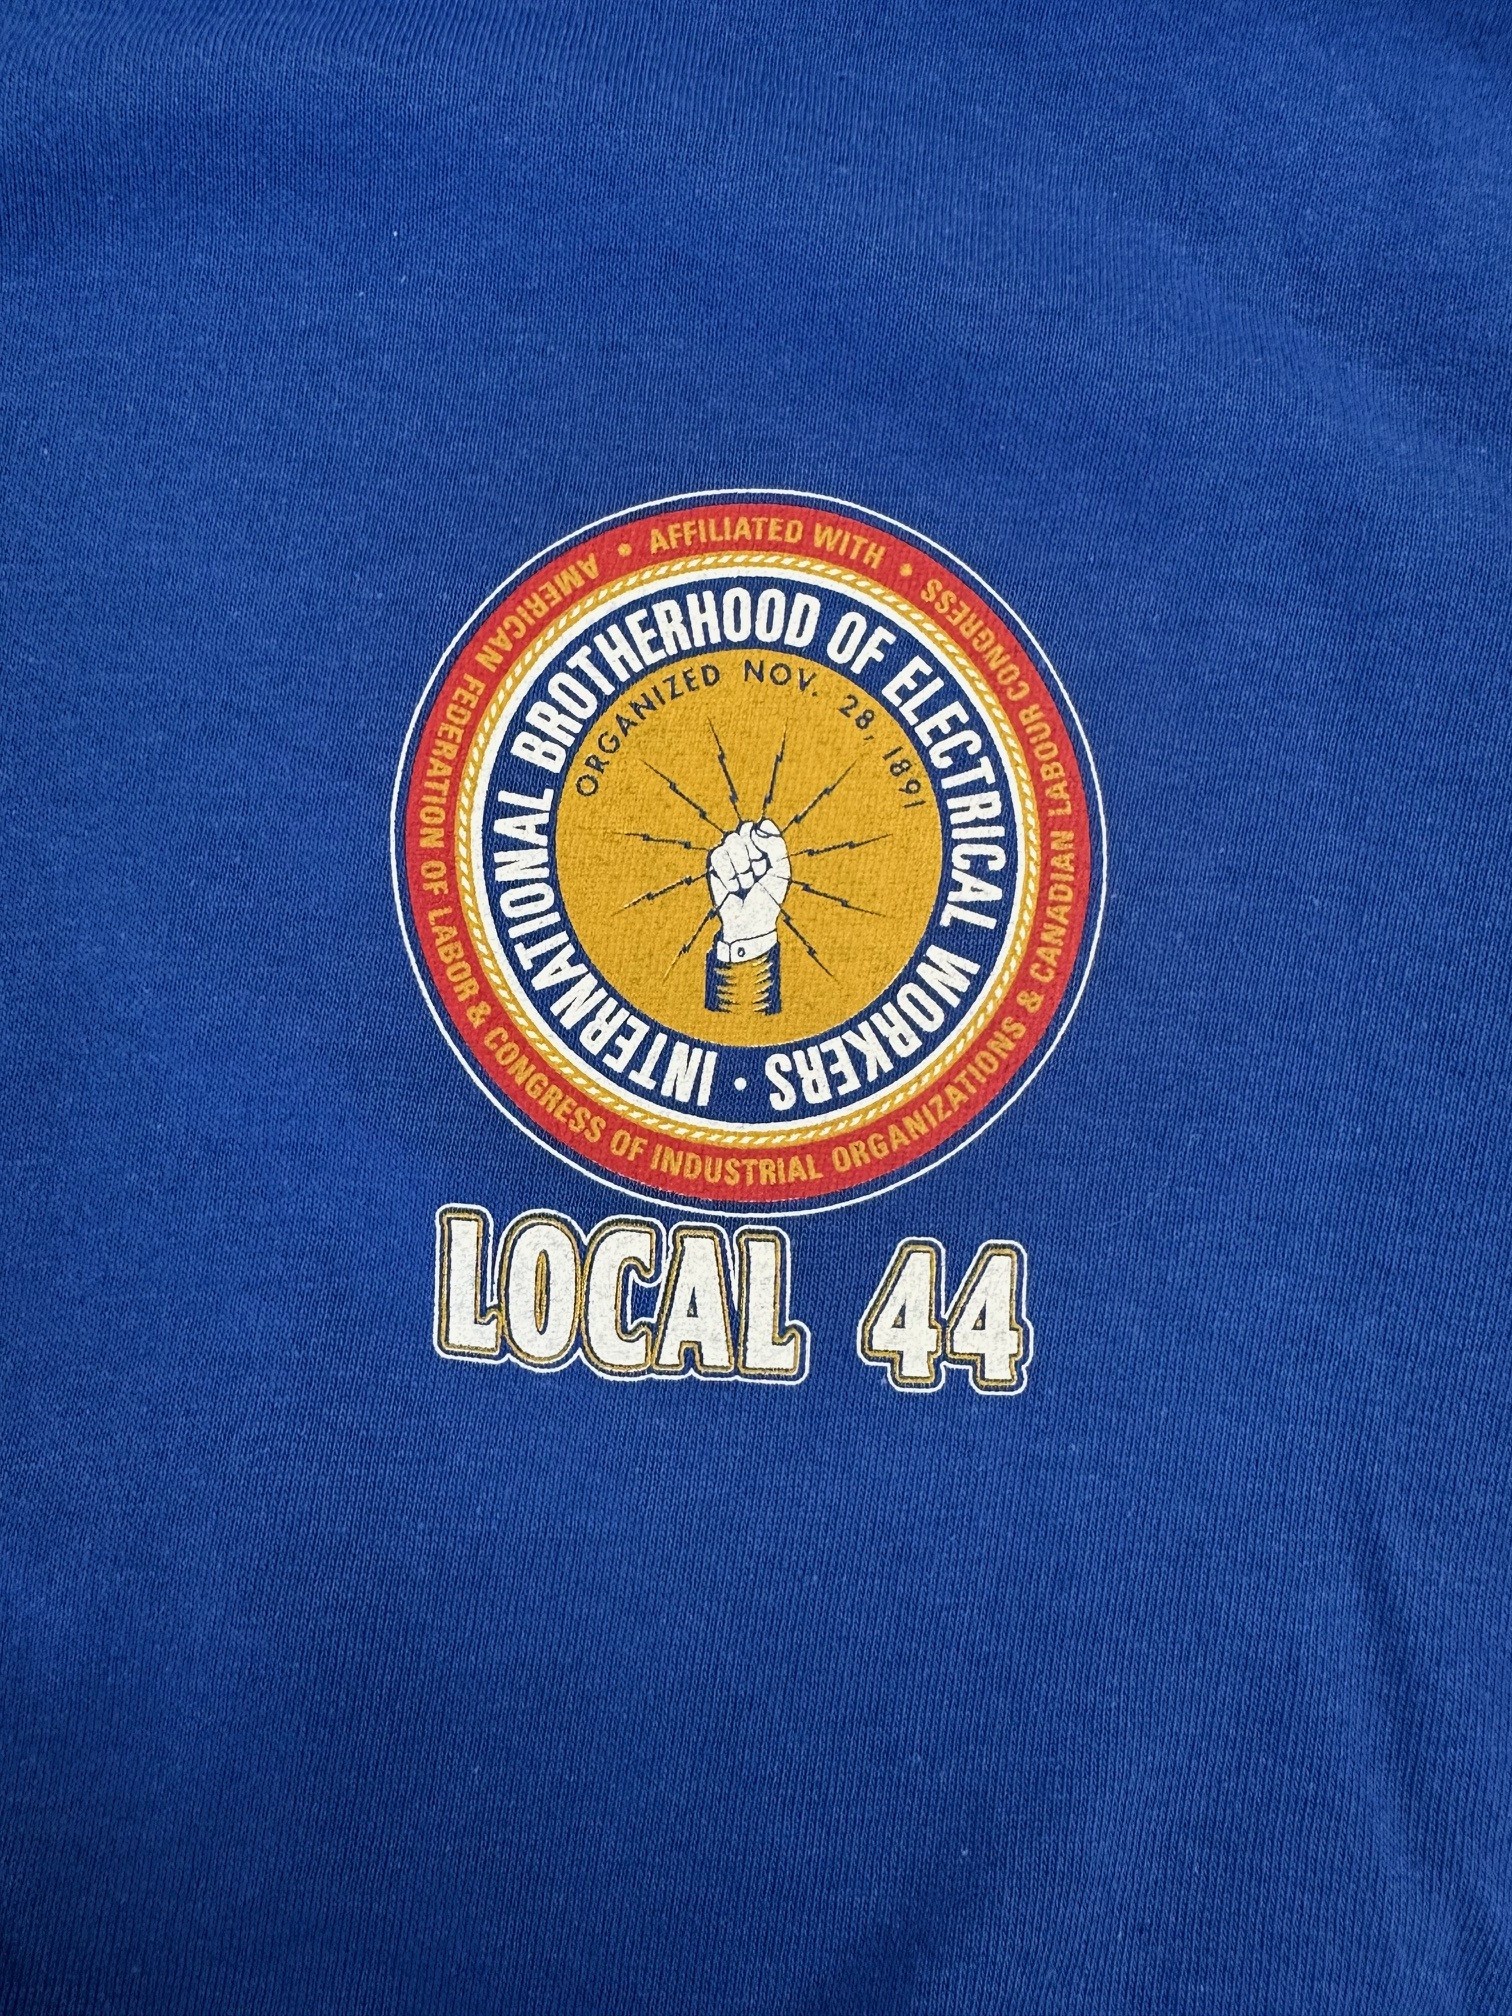 • AFFILIATED WITH •
AMERICAN FEDERATION OF LABOR & CONGRESS OF INDUSTRIAL ORGANIZATIONS & CANADIAN LABOUR CONGRESS
INTERNATIONAL BROTHERHOOD OF ELECTRICAL WORKERS •
ORGANIZED NOV. 28, 1891
LOCAL 44